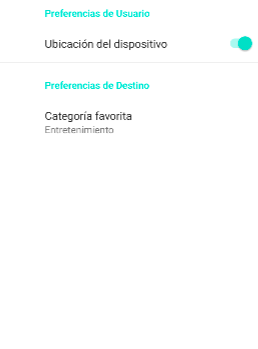 Preferencias de Usuario
Ubicación del dispositivo
Preferencias de Destino
Categoría favorita
Entretenimiento